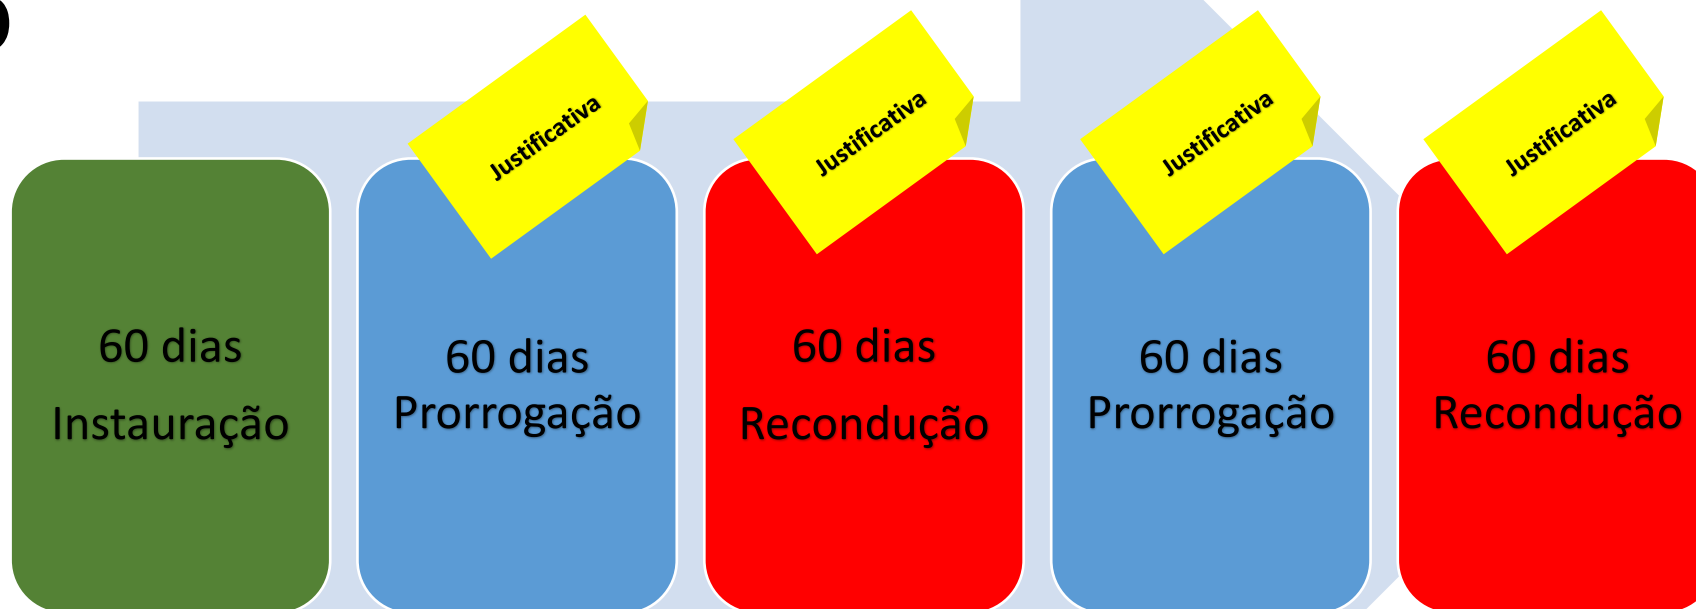 Justificativa
Justificativa
Justificativa
Justificativa
60 dias
Instauração
60 dias
Prorrogação
60 dias
Recondução
60 dias
Prorrogação
60 dias
Recondução